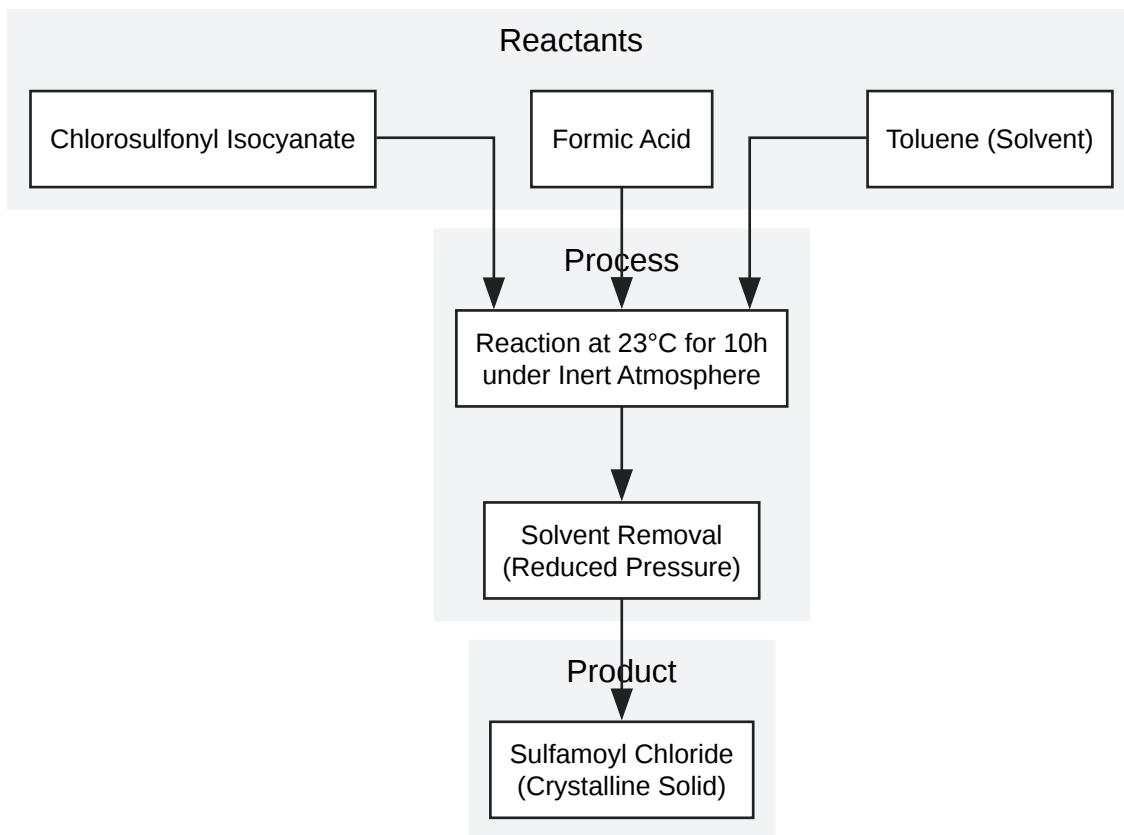 Reactants
Chlorosulfonyl Isocyanate
Formic Acid
Toluene (Solvent)
Process
Reaction at 23°C for 10h
under Inert Atmosphere
Solvent Removal
(Reduced Pressure)
Product
Sulfamoyl Chloride
(Crystalline Solid)